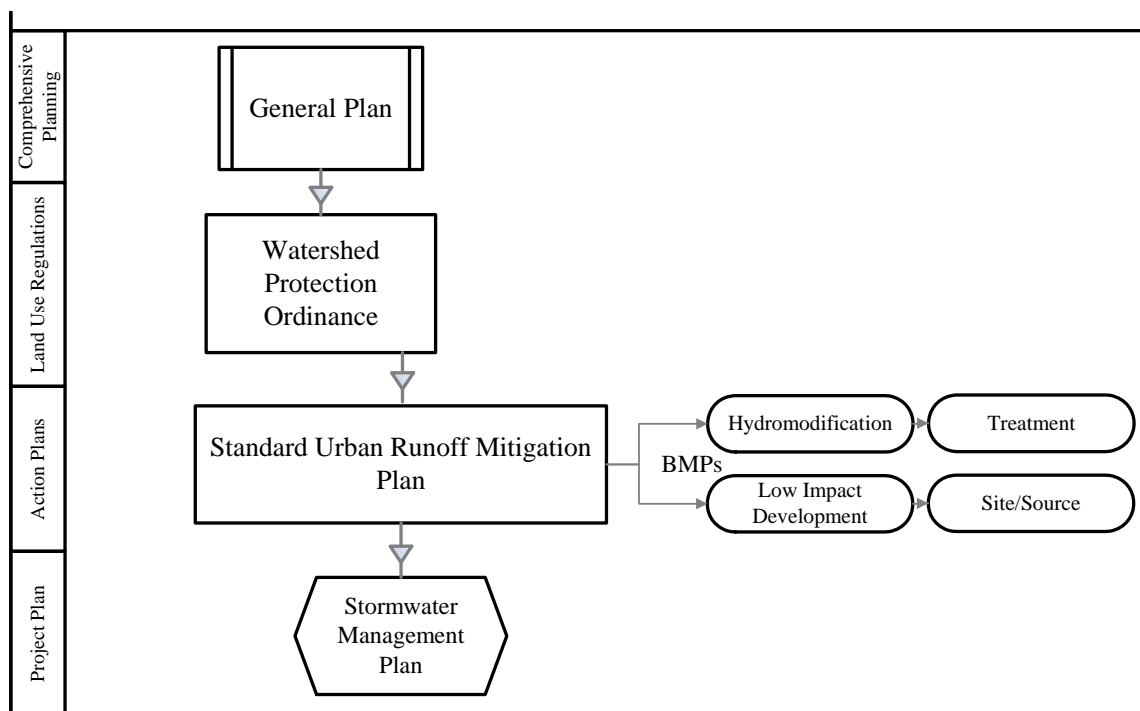 Comprehensive
Planning
General Plan
Land Use Regulations
Watershed
Protection
Ordinance
Action Plans
Standard Urban Runoff Mitigation
Plan
BMPs
Hydromodification
Treatment
Low Impact
Development
Site/Source
Project Plan
Stormwater
Management
Plan